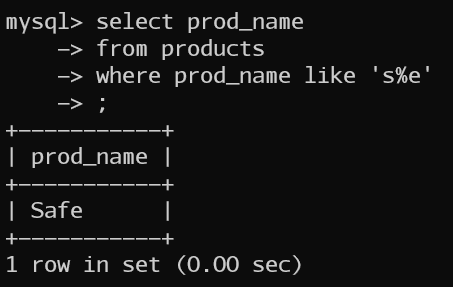 mysql> select prod_name
    -> from products
    -> where prod_name like 's%e'
    -> ;
+-----------+
| prod_name |
+-----------+
| Safe      |
+-----------+
1 row in set (0.00 sec)